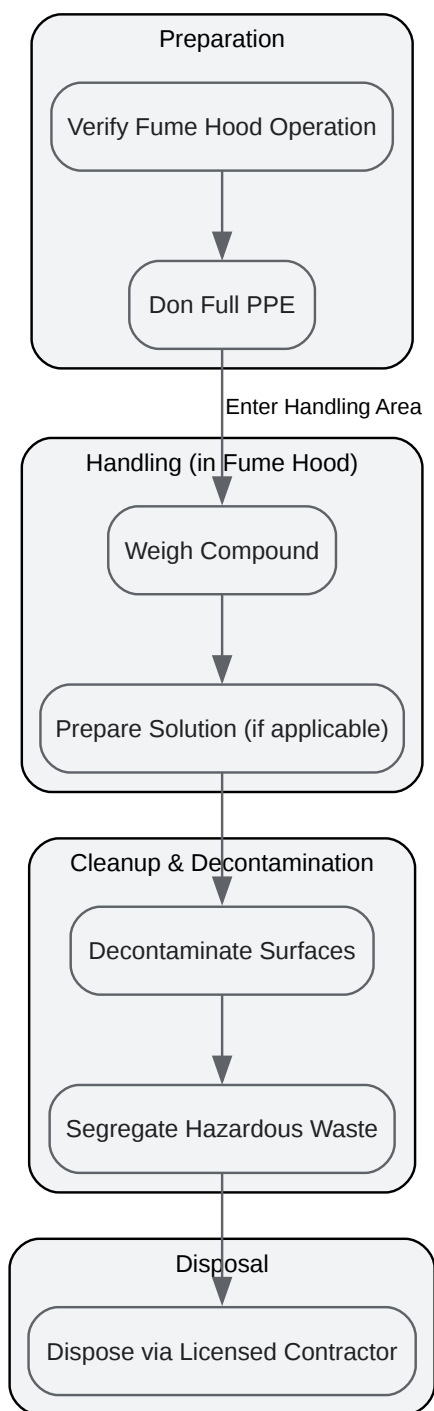 Preparation
Verify Fume Hood Operation
Don Full PPE
Enter Handling Area
Handling (in Fume Hood)
Weigh Compound
Prepare Solution (if applicable)
Cleanup & Decontamination
Decontaminate Surfaces
Segregate Hazardous Waste
Disposal
Dispose via Licensed Contractor